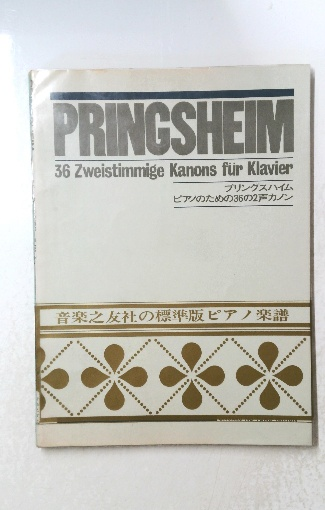 PRINGSHEIM
36 Zweistimmige Kanons für Klavier
プリングスハイム
ピアノのための36の2声カノン
音楽之友社の標準版ピアノ楽譜